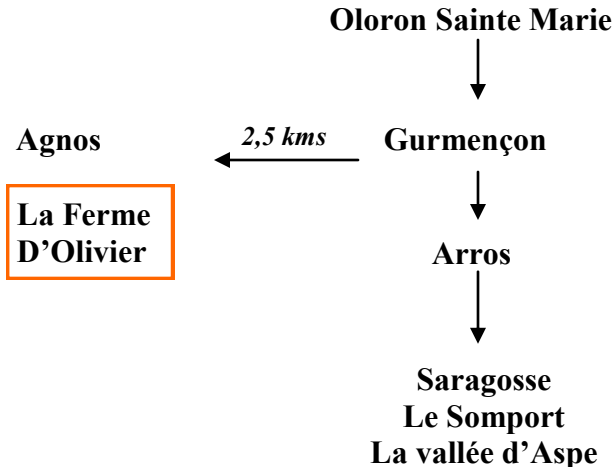 Oloron Sainte Marie
Agnos
2,5 kms
Gurmençon
La Ferme
D’Olivier
Arros
Saragosse
Le Somport
La vallée d’Aspe